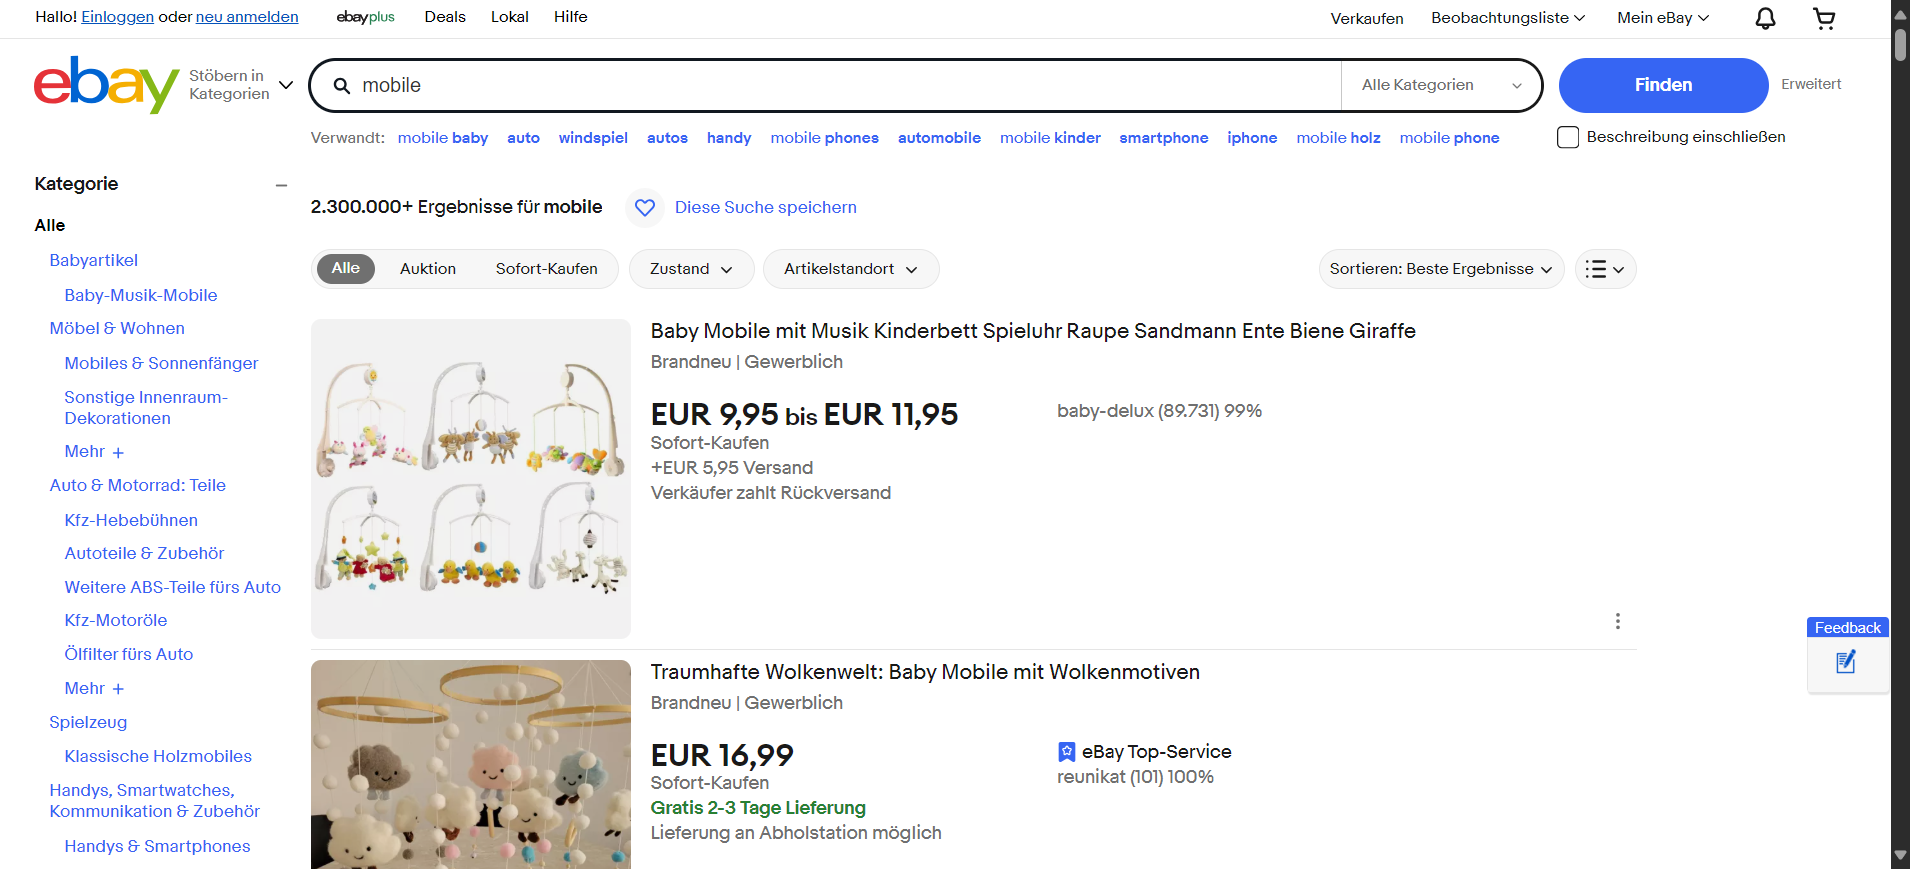 Hallo! Einloggen oder neu anmelden
ebayplus
Deals
Lokal
Hilfe
Verkaufen
Beobachtungsliste
Mein eBay
ebay
Stöbern in
Kategorien
mobile
Alle Kategorien
Finden
Erweitert
Verwandt: mobile baby auto windspiel autos handy mobile phones automobile mobile kinder smartphone iphone mobile holz mobile phone
Beschreibung einschließen
Kategorie
Alle
Babyartikel
Baby-Musik-Mobile
Möbel & Wohnen
Mobiles & Sonnenfänger
Sonstige Innenraum-
Dekorationen
Mehr +
Auto & Motorrad: Teile
Kfz-Hebebühnen
Autoteile & Zubehör
Weitere ABS-Teile fürs Auto
Kfz-Motoröle
Ölfilter fürs Auto
Mehr +
Spielzeug
Klassische Holzmobiles
Handys, Smartwatches,
Kommunikation & Zubehör
Handys & Smartphones
2.300.000+ Ergebnisse für mobile
Diese Suche speichern
Alle
Auktion
Sofort-Kaufen
Zustand
Artikelstandort
Sortieren: Beste Ergebnisse
Baby Mobile mit Musik Kinderbett Spieluhr Raupe Sandmann Ente Biene Giraffe
Brandneu | Gewerblich
EUR 9,95 bis EUR 11,95
Sofort-Kaufen
+EUR 5,95 Versand
Verkäufer zahlt Rückversand
baby-delux (89.731) 99%
Traumhafte Wolkenwelt: Baby Mobile mit Wolkenmotiven
Brandneu | Gewerblich
EUR 16,99
Sofort-Kaufen
Gratis 2-3 Tage Lieferung
Lieferung an Abholstation möglich
eBay Top-Service
reunikat (101) 100%
Feedback